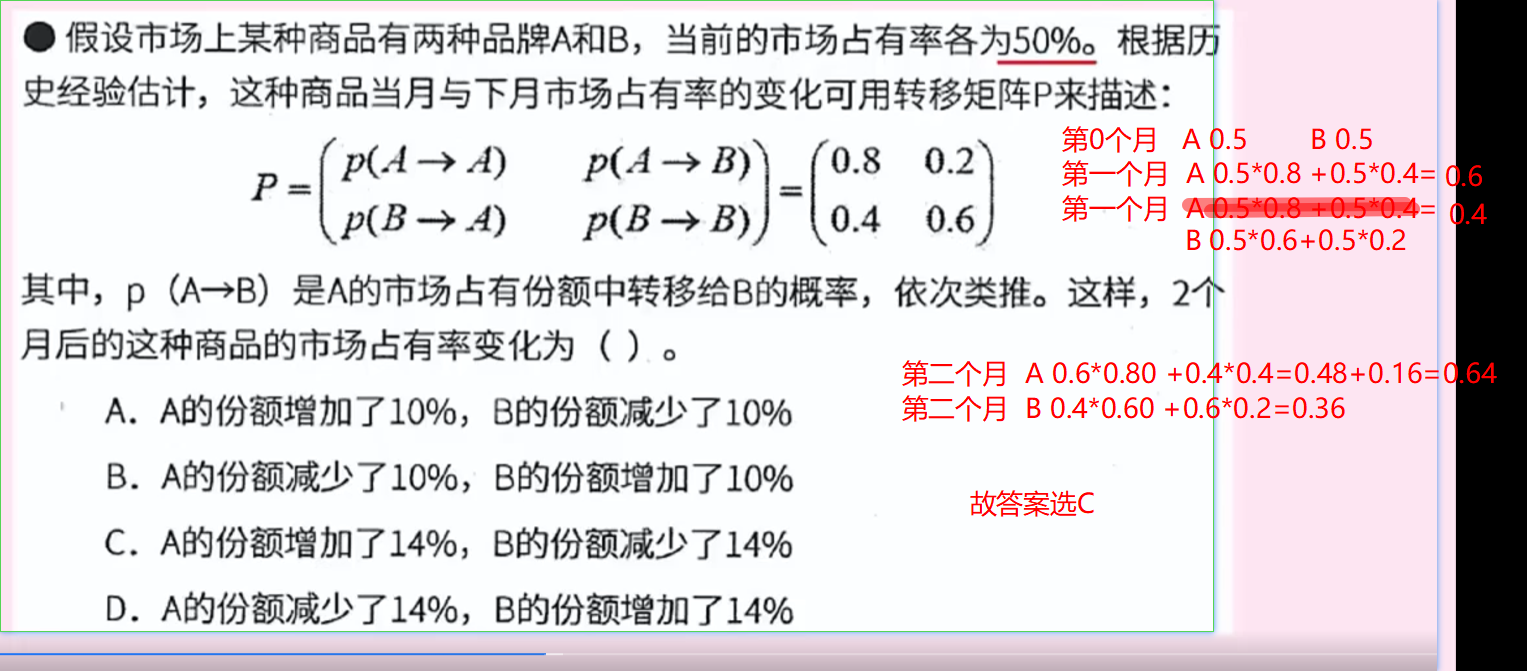 ● 假设市场上某种商品有两种品牌A和B，当前的市场占有率各为50%。根据历
史经验估计，这种商品当月与下月市场占有率的变化可用转移矩阵P来描述：
P = ( p(A→A) p(A→B) ) = ( 0.8 0.2 )
( p(B→A) p(B→B) ) ( 0.4 0.6 )
第0个月 A 0.5 B 0.5
第一个月 A 0.5*0.8 +0.5*0.4= 0.6
第一个月 A 0.5*0.8 +0.5*0.4= 0.4
B 0.5*0.6+0.5*0.2
其中，p（A→B）是A的市场占有份额中转移给B的概率，依次类推。这样，2个
月后的这种商品的市场占有率变化为（ ）。
第二个月 A 0.6*0.80 +0.4*0.4=0.48+0.16=0.64
第二个月 B 0.4*0.60 +0.6*0.2=0.36
A．A的份额增加了10%，B的份额减少了10%
B．A的份额减少了10%，B的份额增加了10%
故答案选C
C．A的份额增加了14%，B的份额减少了14%
D．A的份额减少了14%，B的份额增加了14%